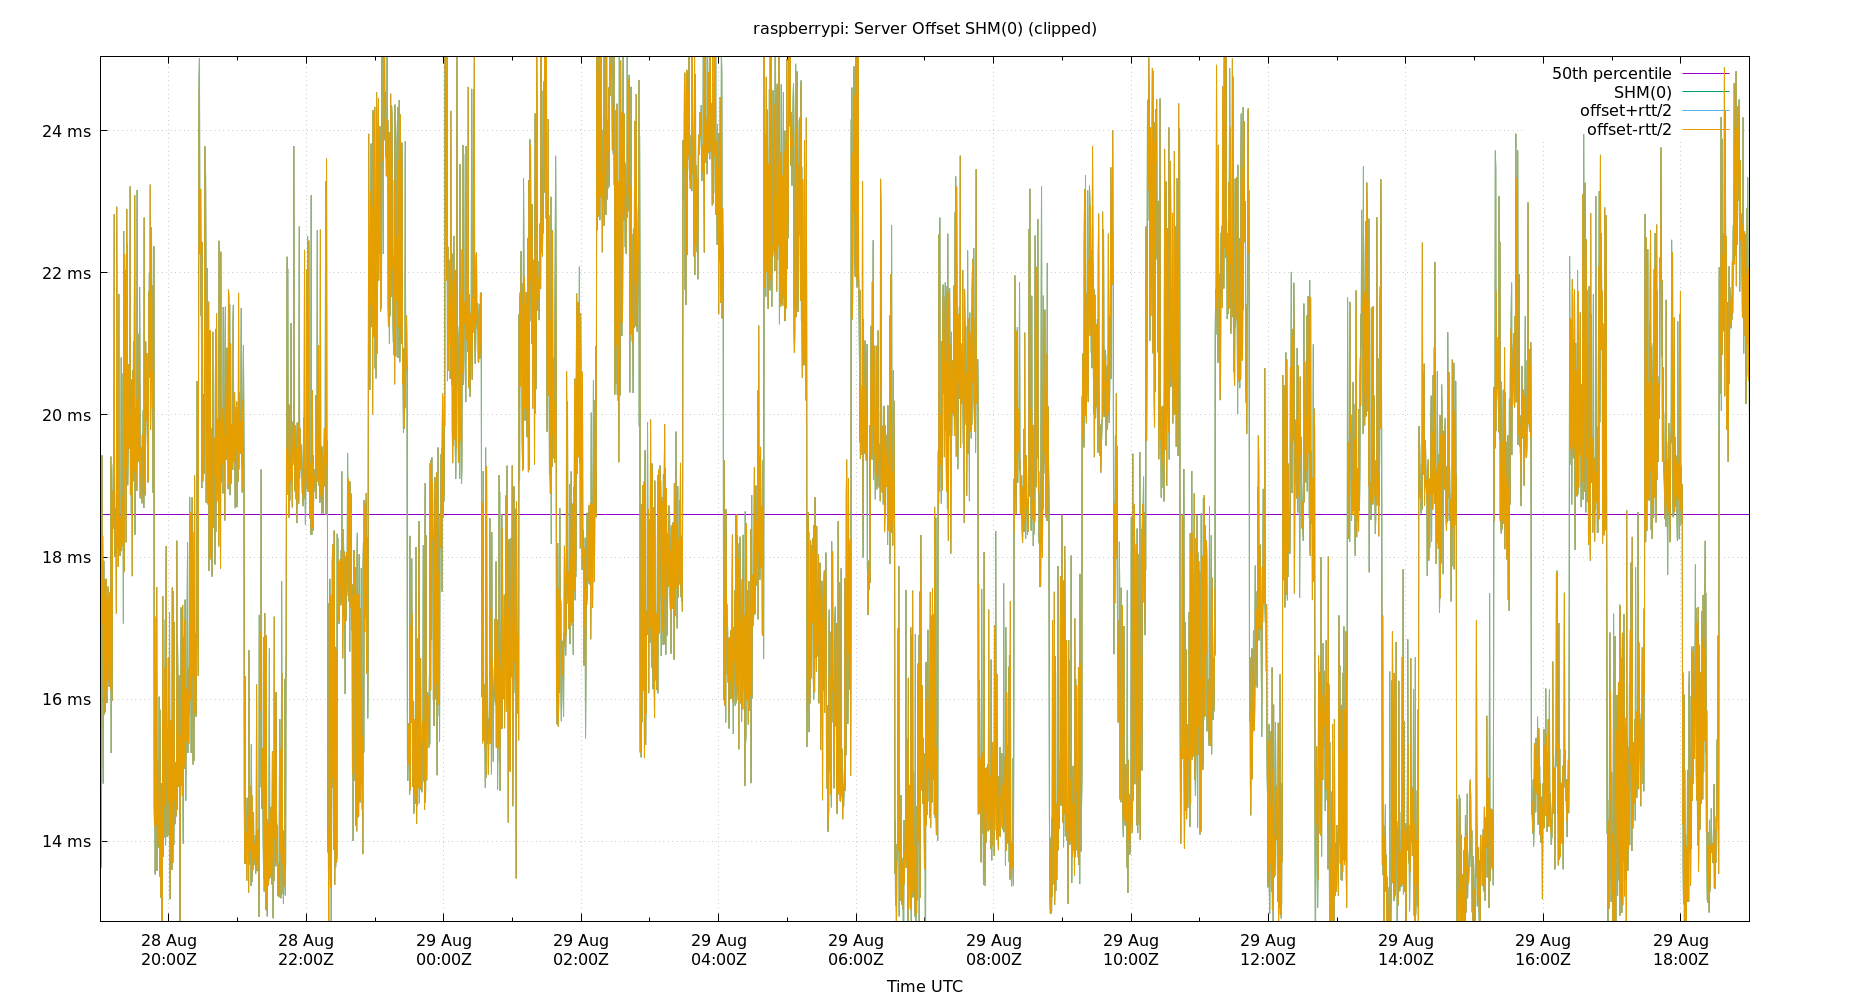 raspberrypi: Server Offset SHM(0) (clipped)
50th percentile
SHM(0)
offset+rtt/2
offset-rtt/2
24 ms
22 ms
20 ms
18 ms
16 ms
14 ms
28 Aug 28 Aug 29 Aug 29 Aug 29 Aug 29 Aug 29 Aug 29 Aug 29 Aug 29 Aug 29 Aug 29 Aug
20:00Z 22:00Z 00:00Z 02:00Z 04:00Z 06:00Z 08:00Z 10:00Z 12:00Z 14:00Z 16:00Z 18:00Z
Time UTC